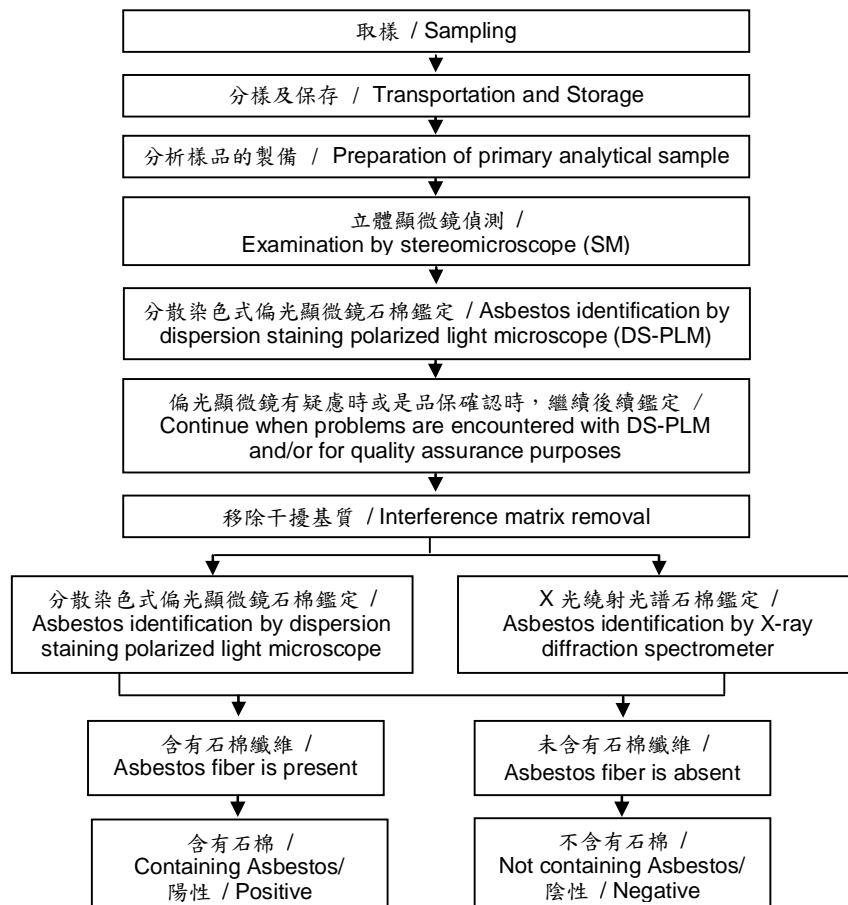 取樣 / Sampling
分樣及保存 / Transportation and Storage
分析樣品的製備 / Preparation of primary analytical sample
立體顯微鏡偵測 /
Examination by stereomicroscope (SM)
分散染色式偏光顯微鏡石棉鑑定 / Asbestos identification by
dispersion staining polarized light microscope (DS-PLM)
偏光顯微鏡有疑慮時或是品保確認時，繼續後續鑑定 /
Continue when problems are encountered with DS-PLM
and/or for quality assurance purposes
移除干擾基質 / Interference matrix removal
分散染色式偏光顯微鏡石棉鑑定 /
Asbestos identification by dispersion
staining polarized light microscope
X 光繞射光譜石棉鑑定 /
Asbestos identification by X-ray
diffraction spectrometer
含有石棉纖維 /
Asbestos fiber is present
未含有石棉纖維 /
Asbestos fiber is absent
含有石棉 /
Containing Asbestos/
陽性 / Positive
不含有石棉 /
Not containing Asbestos/
陰性 / Negative